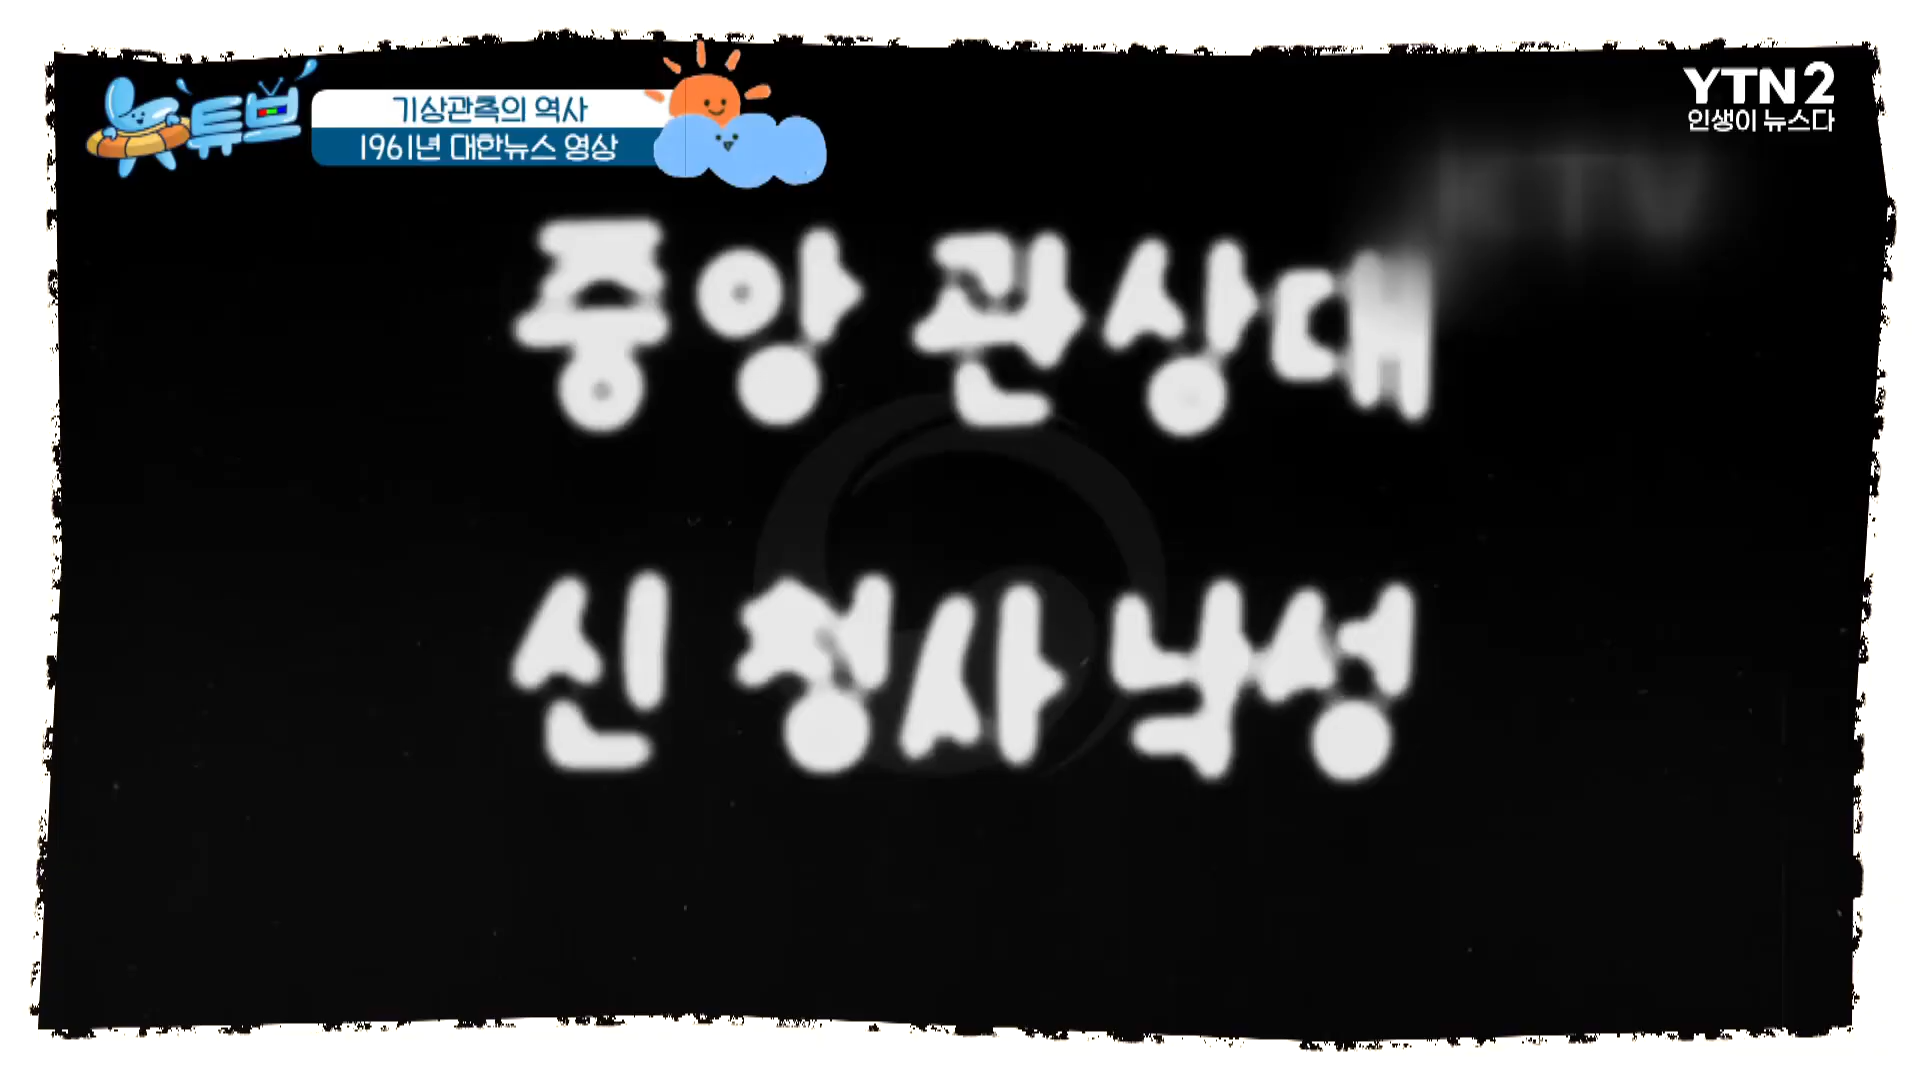 뉴튜브
기상관측의 역사
1961년 대한뉴스 영상
YTN2
인생이 뉴스다
KTV
중앙 관상대
신 청사 낙성